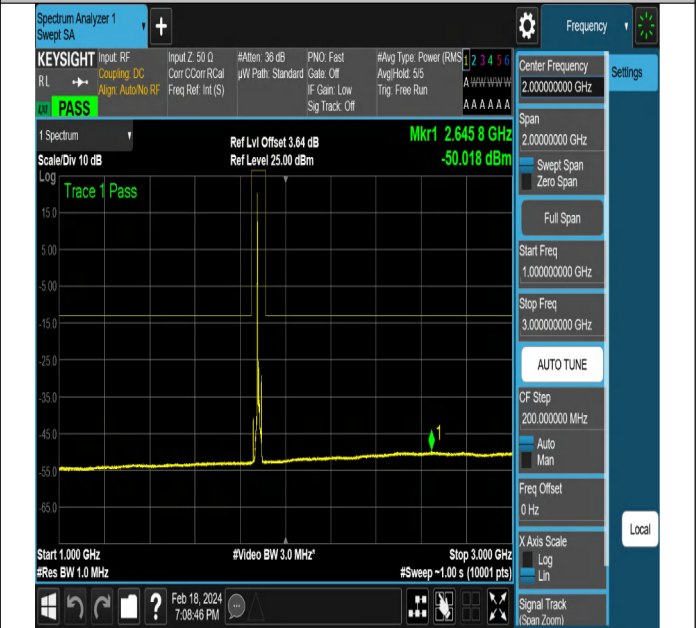 Spectrum Analyzer 1
Swept SA
+
Frequency
KEYSIGHT
RL
PASS
Input: RF
Coupling: DC
Align: Auto/No RF
Input Z: 50 Ω
Corr CCorr RCal
Freq Ref: Int (S)
#Atten: 36 dB
µW Path: Standard
PNO: Fast
Gate: Off
IF Gain: Low
Sig Track: Off
#Avg Type: Power (RMS
Avg|Hold: 5/5
Trig: Free Run
1 2 3 4 5 6
A W W W W W
A A A A A A
1 Spectrum
Scale/Div 10 dB
Ref Lvl Offset 3.64 dB
Ref Level 25.00 dBm
Mkr1 2.645 8 GHz
-50.018 dBm
Log
Trace 1 Pass
15.0
5.00
-5.00
-15.0
-25.0
-35.0
-45.0
-55.0
-65.0
1
Start 1.000 GHz
#Res BW 1.0 MHz
#Video BW 3.0 MHz*
Stop 3.000 GHz
#Sweep ~1.00 s (10001 pts)
Center Frequency
2.000000000 GHz
Span
2.00000000 GHz
Swept Span
Zero Span
Full Span
Start Freq
1.000000000 GHz
Stop Freq
3.000000000 GHz
AUTO TUNE
CF Step
200.000000 MHz
Auto
Man
Freq Offset
0 Hz
X Axis Scale
Log
Lin
Signal Track
(Span Zoom)
Settings
Local
?
Feb 18, 2024
7:08:46 PM